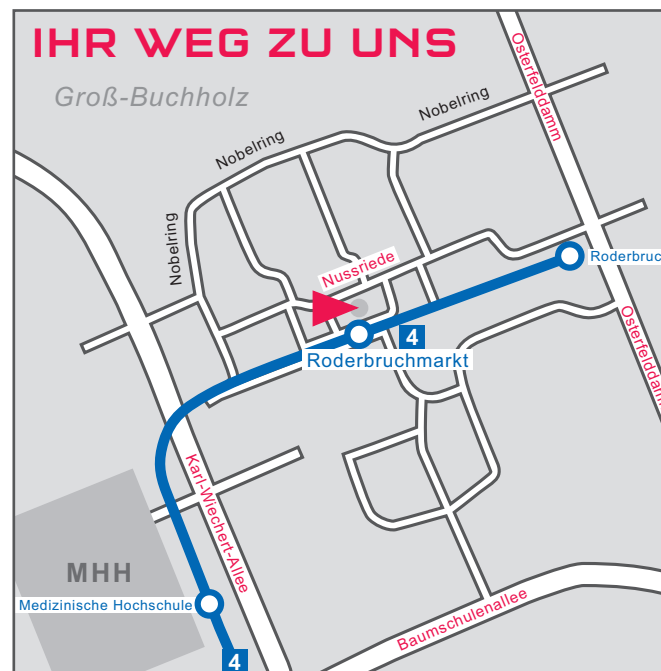 IHR WEG ZU UNS
Groß-Buchholz
Osterfelddamm
Nobelring
Nobelring
Nobelring
Nussriede
Roderbruc
4
Roderbruchmarkt
Osterfelddamm
Karl-Wiechert-Allee
MHH
Medizinische Hochschule
Baumschulenallee
4